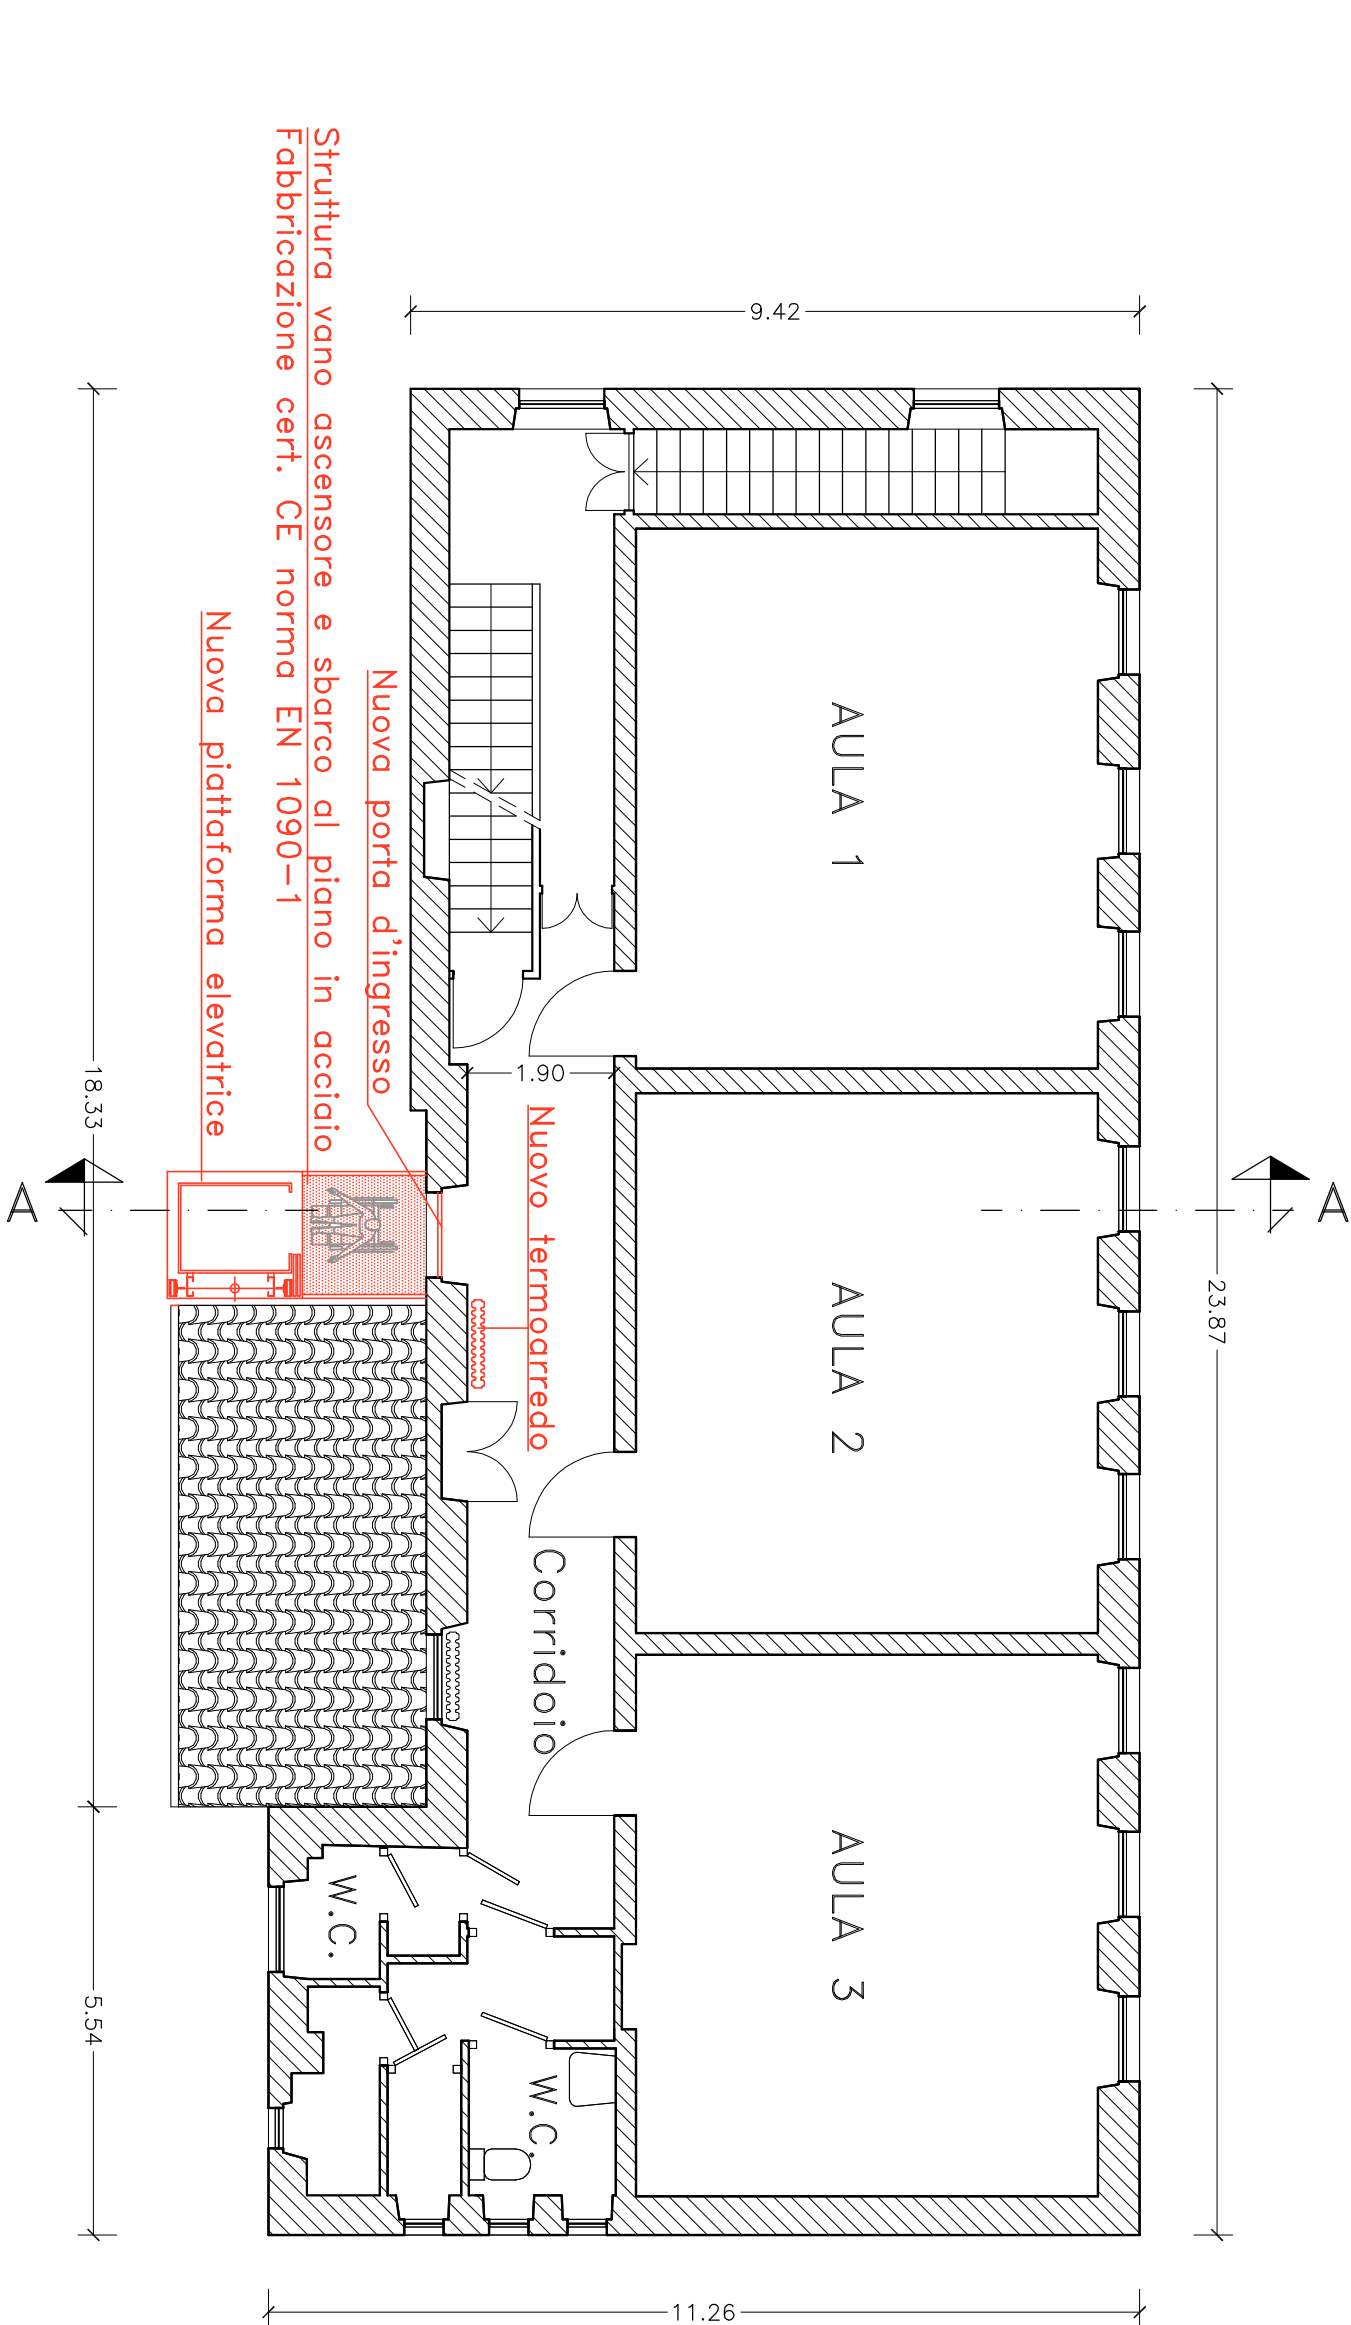 Struttura vano ascensore e sbarco al piano in acciaio
Fabbricazione cert. CE norma EN 1090-1
Nuova piattaforma elevatrice
Nuova porta d'ingresso
Nuovo termoarredo
9.42
AULA 1
1.90
18.33
A
A
23.87
AULA 2
Corridoio
AULA 3
W.C.
W.C.
5.54
11.26